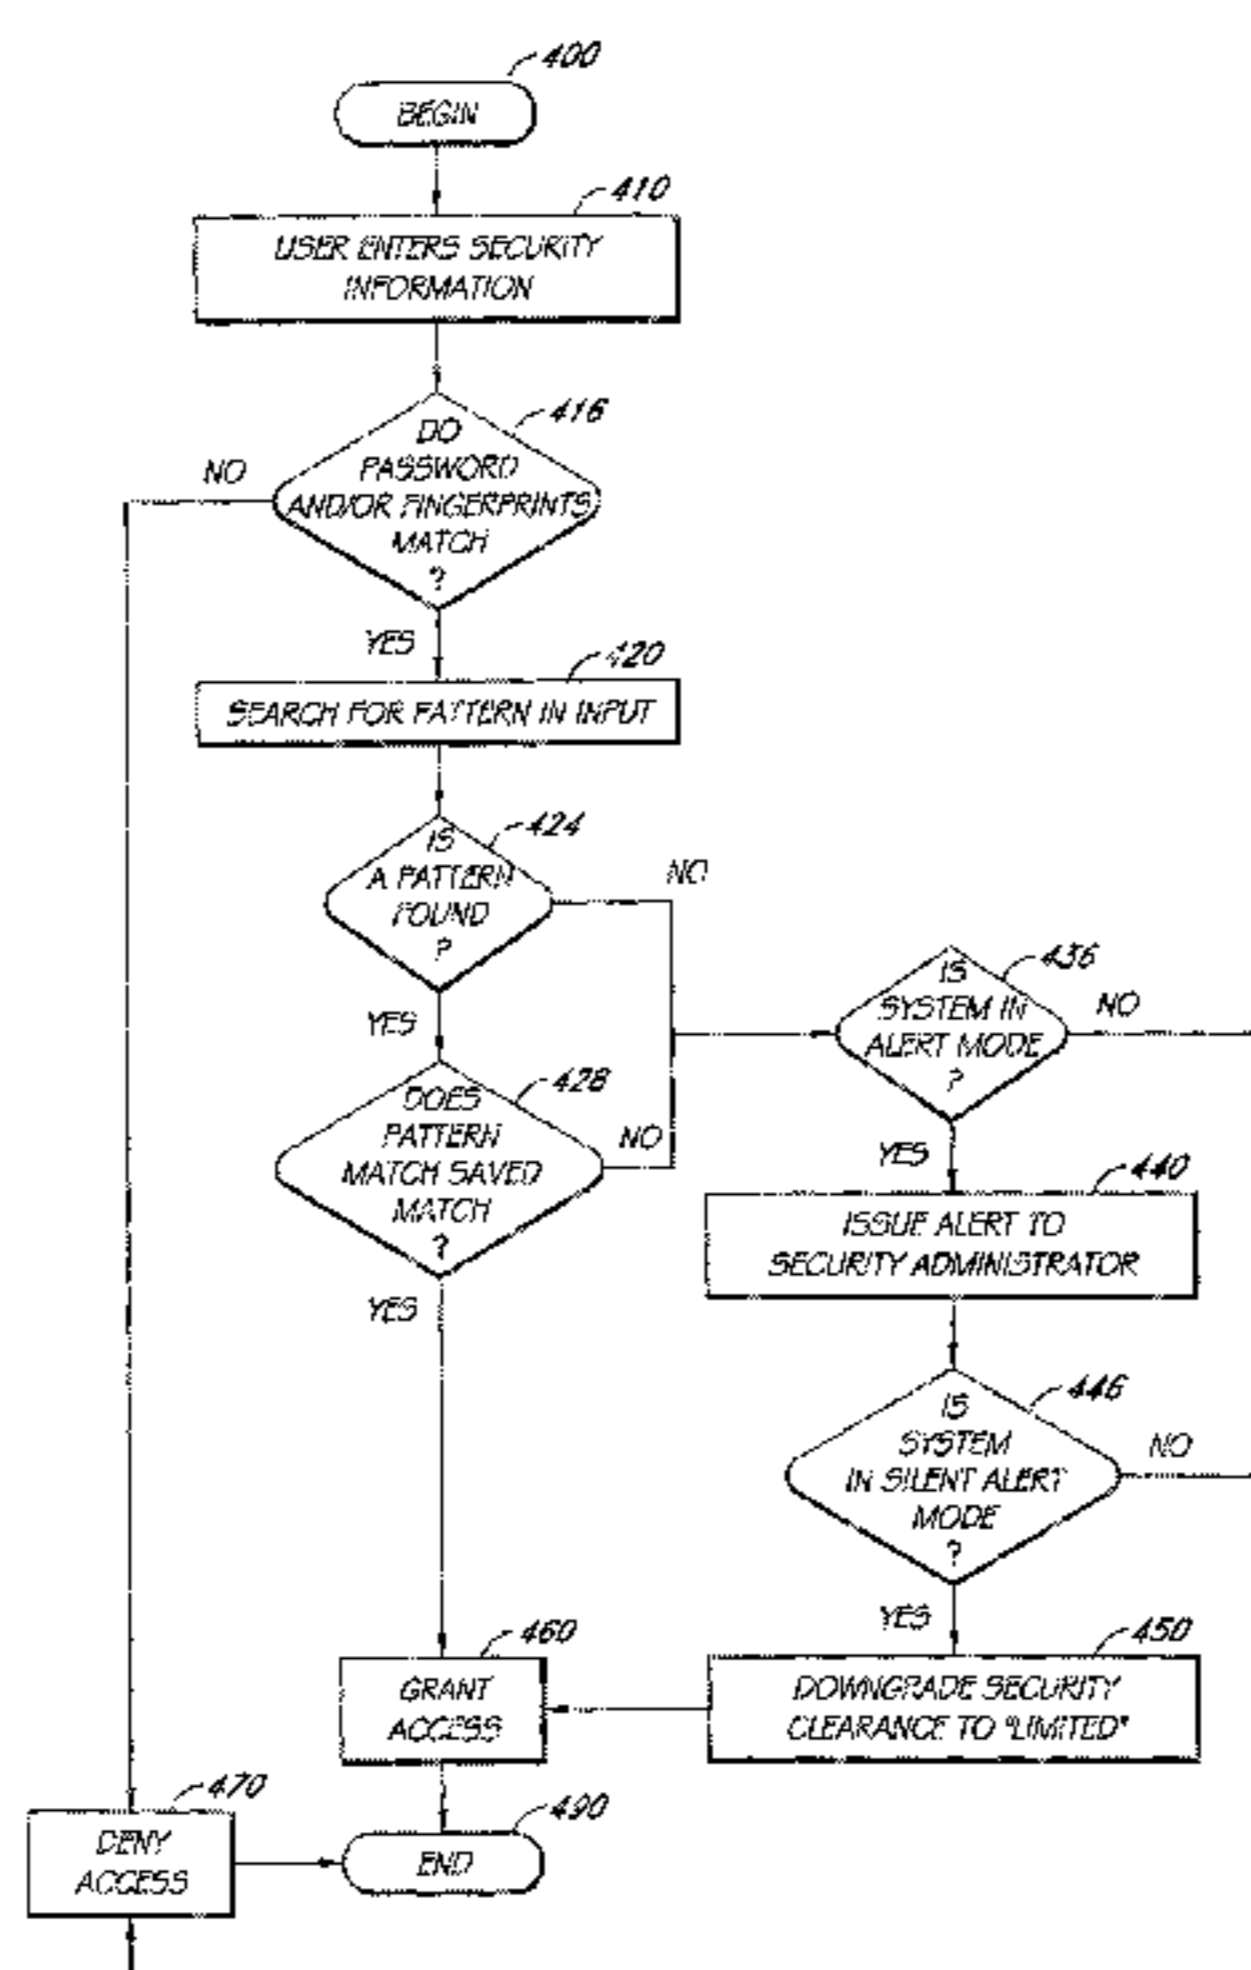 400
BEGIN
410
USER ENTERS SECURITY
INFORMATION
416
DO
PASSWORD
AND/OR FINGERPRINTS
MATCH
?
NO
YES
420
SEARCH FOR PATTERN IN INPUT
424
IS
A PATTERN
FOUND
?
NO
YES
428
DOES
PATTERN
MATCH SAVED
MATCH
?
NO
YES
436
IS
SYSTEM IN
ALERT MODE
?
NO
YES
440
ISSUE ALERT TO
SECURITY ADMINISTRATOR
446
IS
SYSTEM
IN SILENT ALERT
MODE
?
NO
YES
450
DOWNGRADE SECURITY
CLEARANCE TO "LIMITED"
460
GRANT
ACCESS
470
DENY
ACCESS
490
END